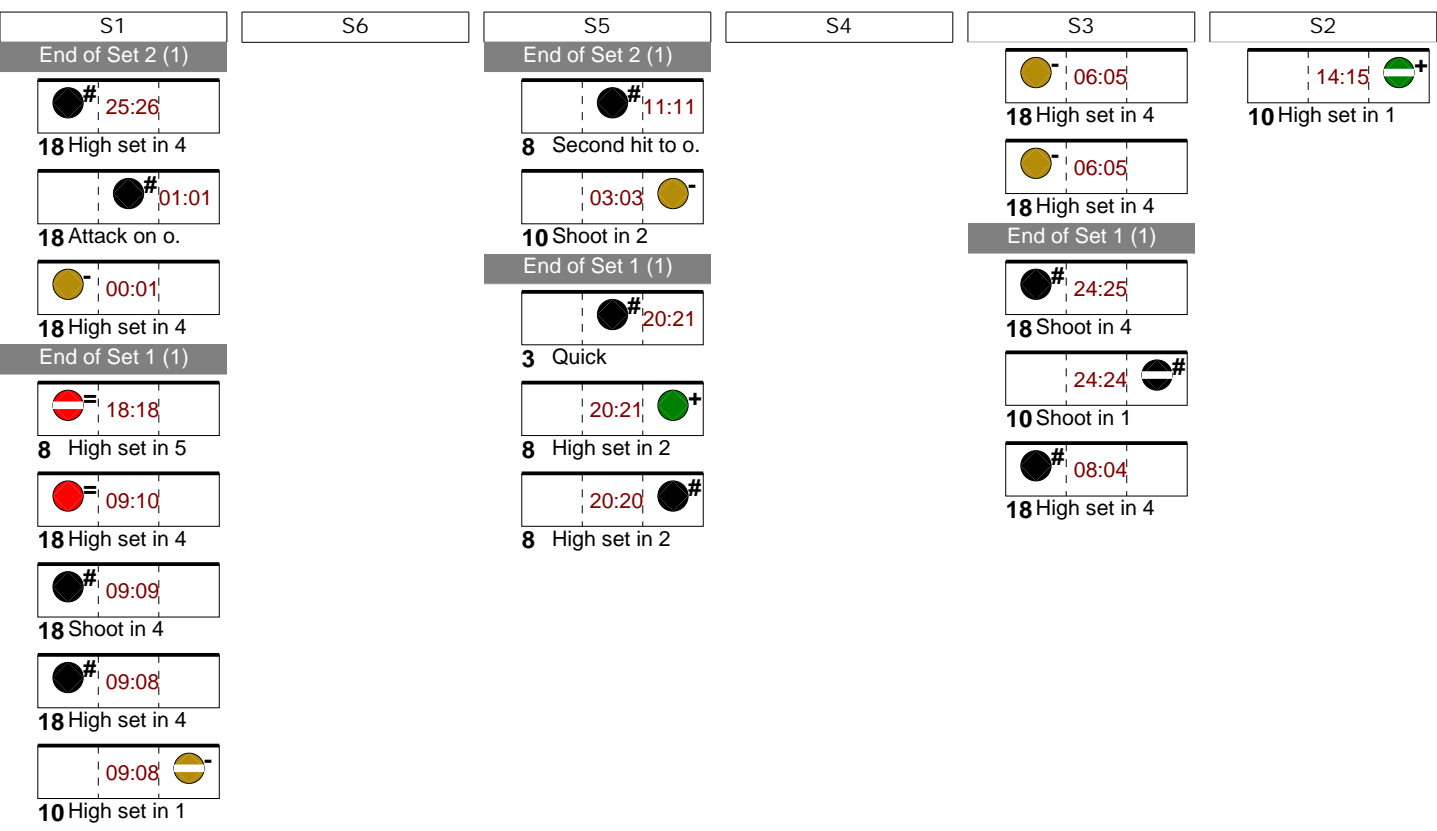 S1
End of Set 2 (1)
# 25:26
18 High set in 4
# 01:01
18 Attack on o.
- 00:01
18 High set in 4
End of Set 1 (1)
= 18:18
8 High set in 5
= 09:10
18 High set in 4
# 09:09
18 Shoot in 4
# 09:08
18 High set in 4
09:08 -
10 High set in 1
S6
S5
End of Set 2 (1)
# 11:11
8 Second hit to o.
03:03 -
10 Shoot in 2
End of Set 1 (1)
# 20:21
3 Quick
20:21 +
8 High set in 2
20:20 #
8 High set in 2
S4
S3
- 06:05
18 High set in 4
- 06:05
18 High set in 4
End of Set 1 (1)
# 24:25
18 Shoot in 4
24:24 #
10 Shoot in 1
# 08:04
18 High set in 4
S2
14:15 +
10 High set in 1